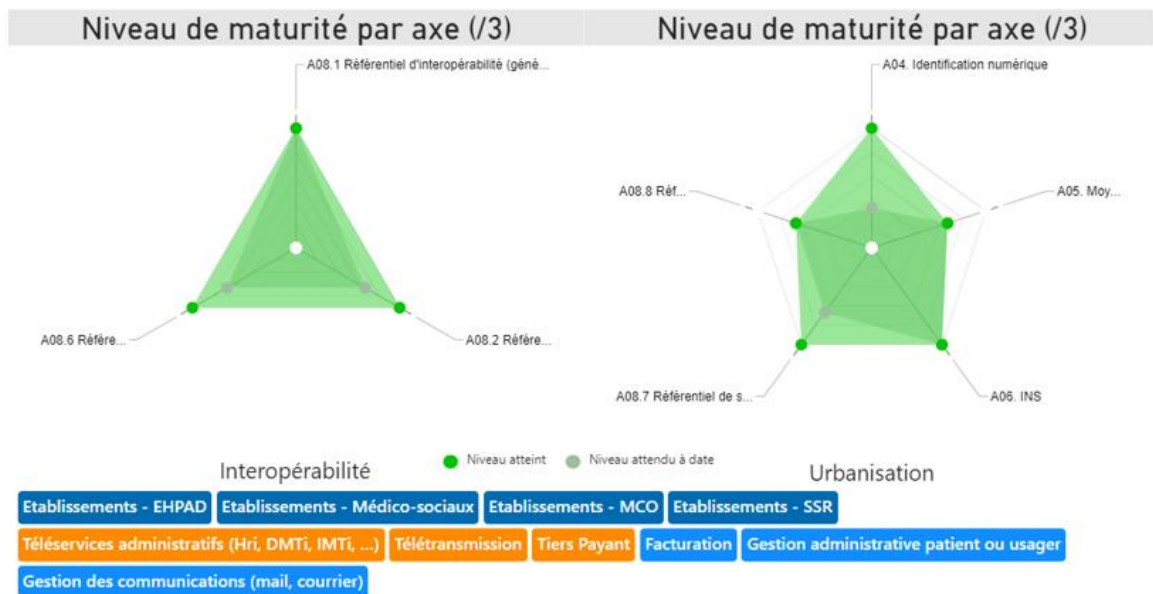 Niveau de maturité par axe (/3)
Niveau de maturité par axe (/3)
A08.1 Référentiel d'interopérabilité (géné...
A08.6 Référe...
A08.2 Référe...
A04. Identification numérique
A08.8 Réf...
A05. Moy...
A08.7 Référentiel de s...
A06. INS
Interopérabilité
Niveau atteint
Niveau attendu à date
Urbanisation
Etablissements - EHPAD
Etablissements - Médico-sociaux
Etablissements - MCO
Etablissements - SSR
Téléservices administratifs (Hri, DMTi, IMTi, ...)
Télétransmission
Tiers Payant
Facturation
Gestion administrative patient ou usager
Gestion des communications (mail, courrier)